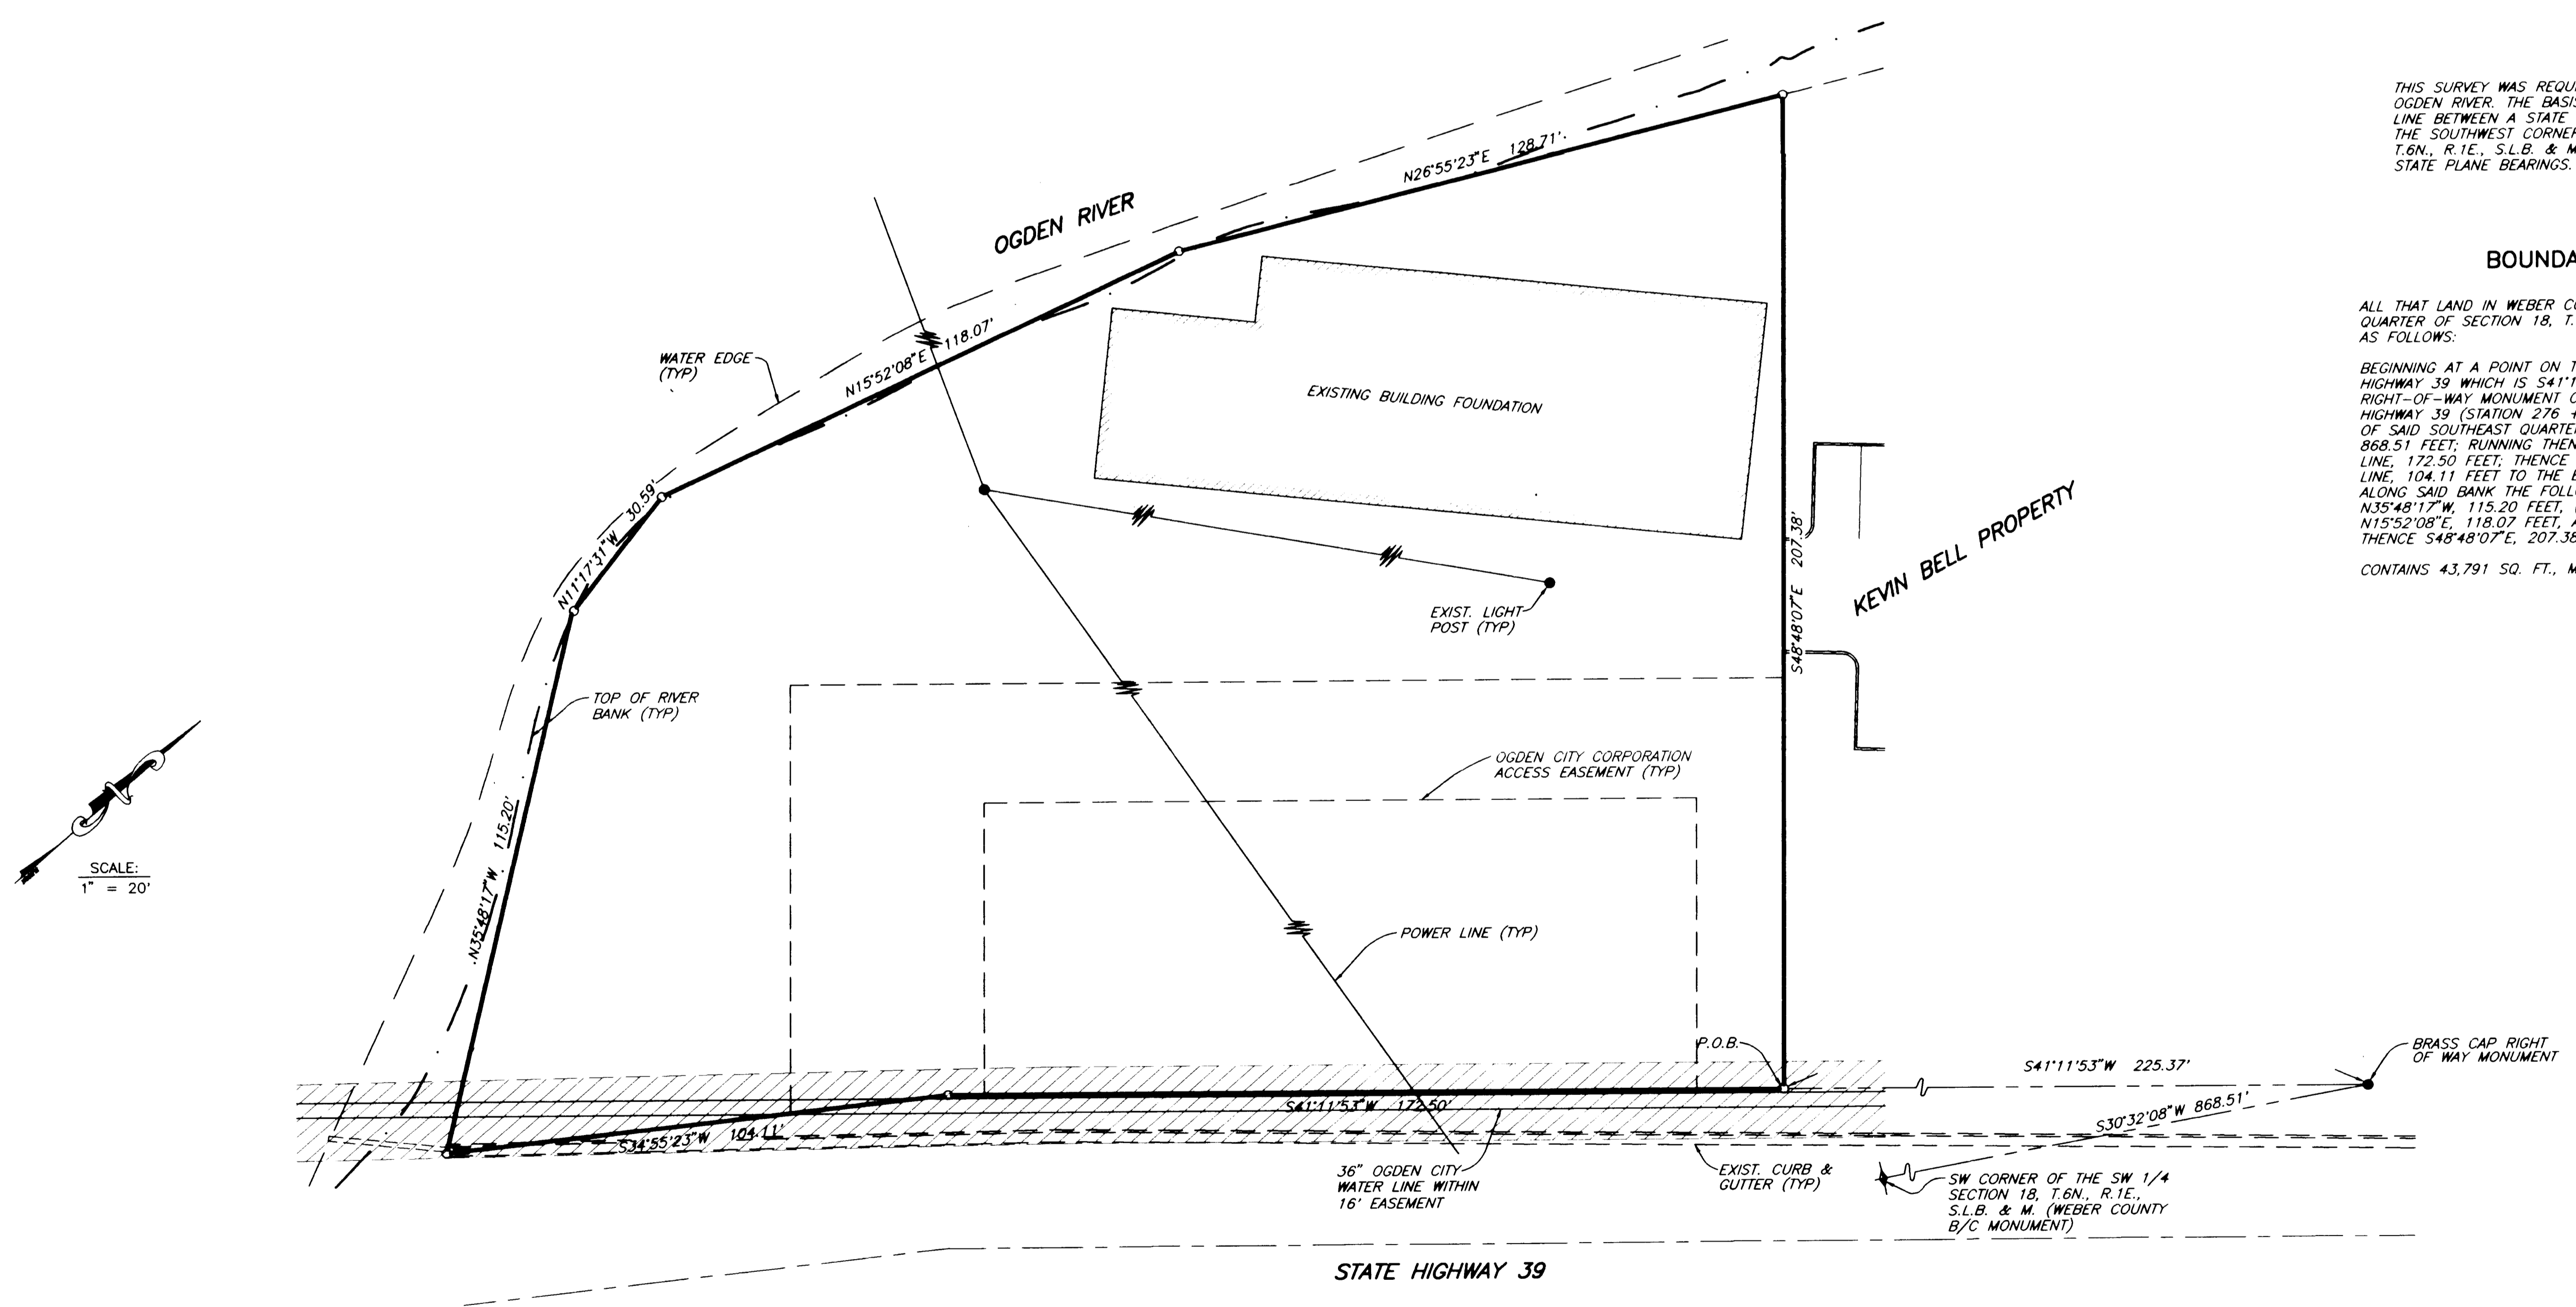 THIS SURVEY WAS
OGDEN RIVER. THE
LINE BETWEEN A STATE
THE SOUTHWEST
T.6N., R.1E., S.L.B. &
STATE PLANE BEARINGS.
N26°55'23"E 128.71'
OGDEN RIVER
N15°52'08"E 118.07'
WATER EDGE
(TYP)
N11°17'31"W 30.59'
EXISTING BUILDING FOUNDATION
ALL THAT LAND IN WEBER
QUARTER OF SECTION 18,
AS FOLLOWS:
BEGINNING AT A POINT ON
HIGHWAY 39 WHICH IS
RIGHT-OF-WAY MONUMENT
HIGHWAY 39 (STATION 276
OF SAID SOUTHEAST
868.51 FEET; RUNNING
LINE, 172.50 FEET; THENCE
LINE, 104.11 FEET TO THE
ALONG SAID BANK THE
N35°48'17"W, 115.20 FEET,
N15°52'08"E, 118.07 FEET,
THENCE S48°48'07"E, 207.38
CONTAINS 43,791 SQ. FT.,
S48°48'07"E 207.38'
KEVIN BELL PROPERTY
EXIST. LIGHT
POST (TYP)
TOP OF RIVER
BANK (TYP)
N35°48'17"W 115.20'
OGDEN CITY CORPORATION
ACCESS EASEMENT (TYP)
SCALE:
1" = 20'
POWER LINE (TYP)
P.O.B.
S41°11'53"W 225.37'
BRASS CAP RIGHT
OF WAY MONUMENT
S41°11'53"W 172.50'
S30°32'08"W 868.51'
S34°55'23"W 104.11'
36" OGDEN CITY
WATER LINE WITHIN
16' EASEMENT
EXIST. CURB &
GUTTER (TYP)
SW CORNER OF THE SW 1/4
SECTION 18, T.6N., R.1E.,
S.L.B. & M. (WEBER COUNTY
B/C MONUMENT)
STATE HIGHWAY 39